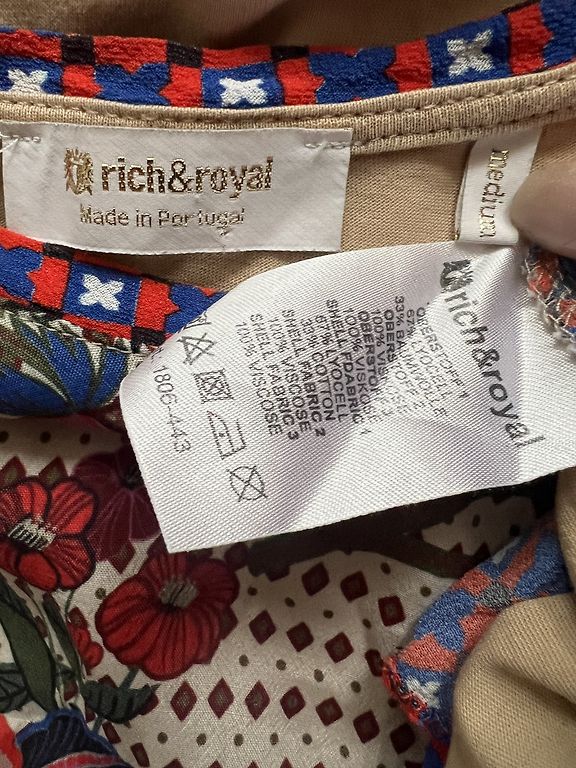 rich&royal
Made in Portugal
medium
rich&royal
OBERSTOFF 1
67% LYOCELL
33% BAUMWOLLE
OBERSTOFF 2
100% VISKOSE
OBERSTOFF
100% VISKOSE
SHELL FDABRIC 1
67% LYOCELL
33% COTTON
SHELL FABRIC 2
100% VISCOSE
SHELL FABRIC 3
100% VISCOSE
1806-443